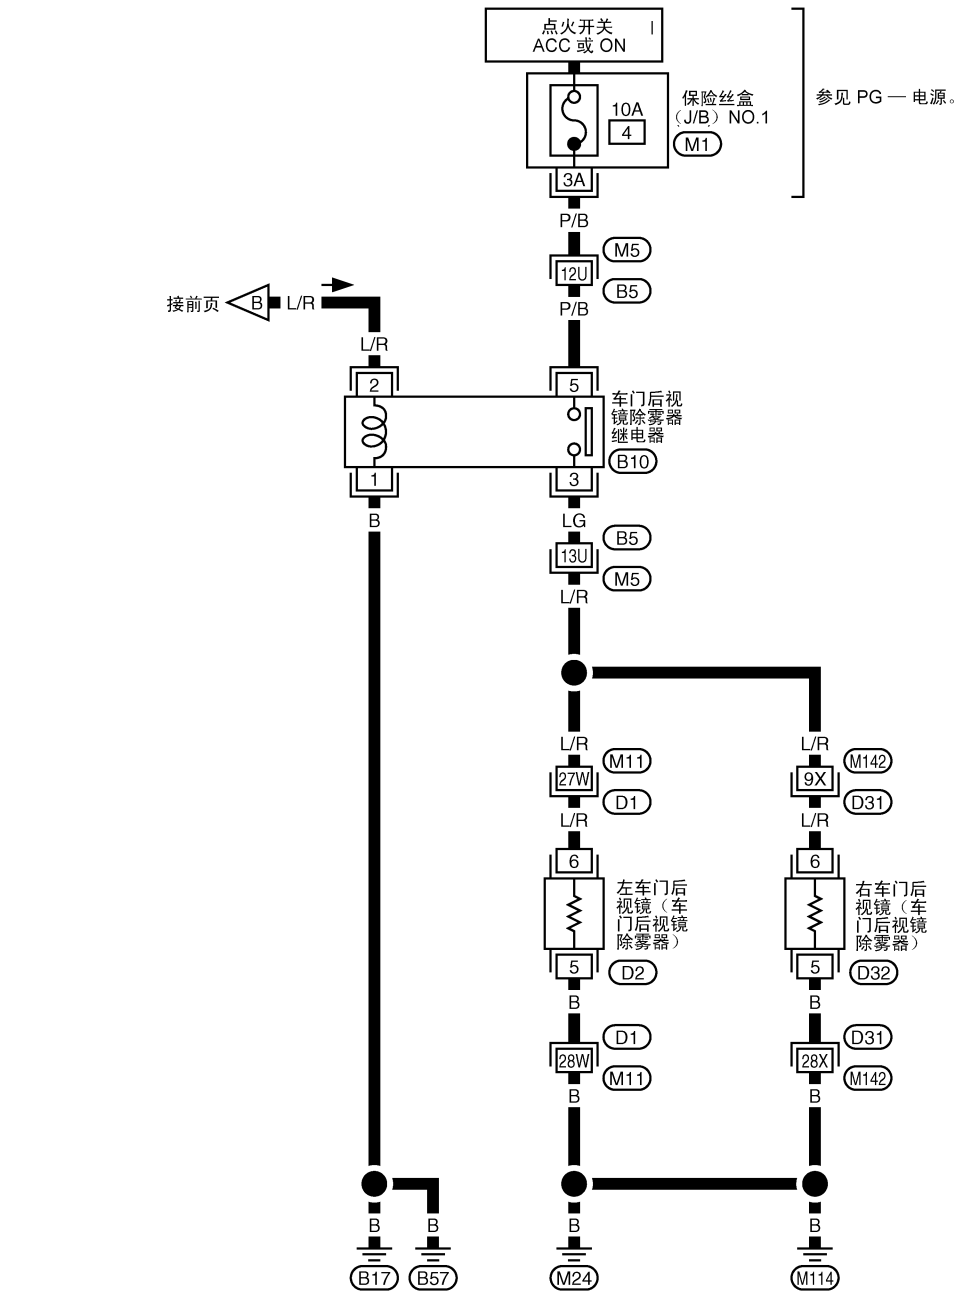 点火开关 I
ACC 或 ON
保险丝盒
（J/B）NO.1
M1
10A
4
3A
参见 PG — 电源。
P/B
M5
12U
B5
P/B
接前页
B
L/R
L/R
2
5
车门后视
镜除雾器
继电器
B10
1
3
B
LG
B5
13U
M5
L/R
L/R
L/R
M11
27W
D1
M142
9X
D31
L/R
L/R
6
6
左车门后
视镜（车
门后视镜
除雾器）
右车门后
视镜（车
门后视镜
除雾器）
5
D2
5
D32
B
B
D1
28W
M11
D31
28X
M142
B
B
B
B
B
B
B17
B57
M24
M114